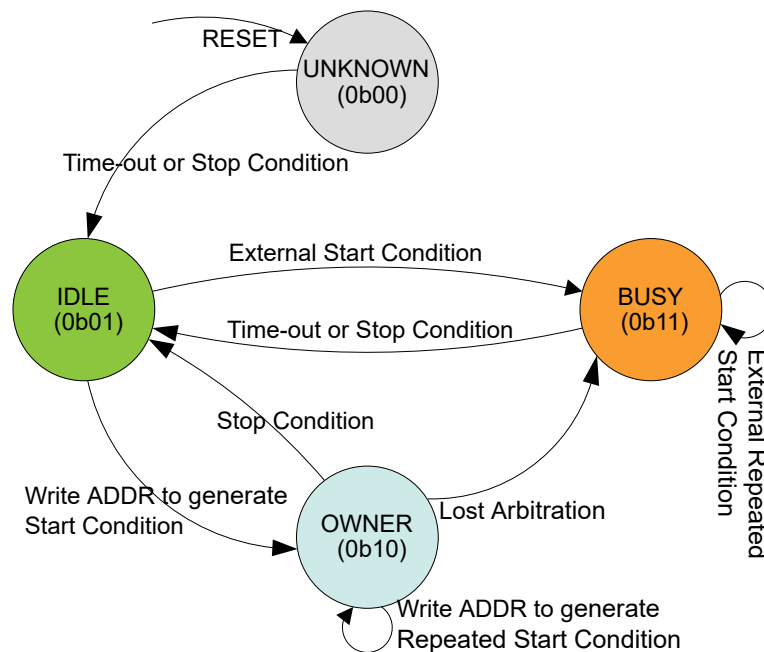 RESET
UNKNOWN
(0b00)
Time-out or Stop Condition
External Start Condition
IDLE
(0b01)
BUSY
(0b11)
Time-out or Stop Condition
External Repeated
Start Condition
Stop Condition
Write ADDR to generate
Start Condition
Lost Arbitration
OWNER
(0b10)
Write ADDR to generate
Repeated Start Condition